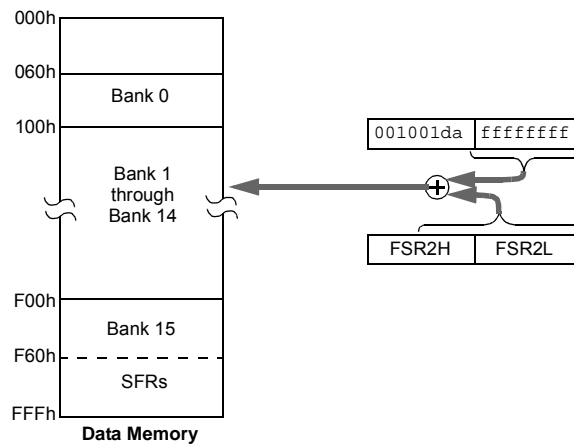 000h
060h
Bank 0
100h
001001da ffffffff
Bank 1
through
Bank 14
FSR2H FSR2L
F00h
Bank 15
F60h
SFRs
FFFh
Data Memory